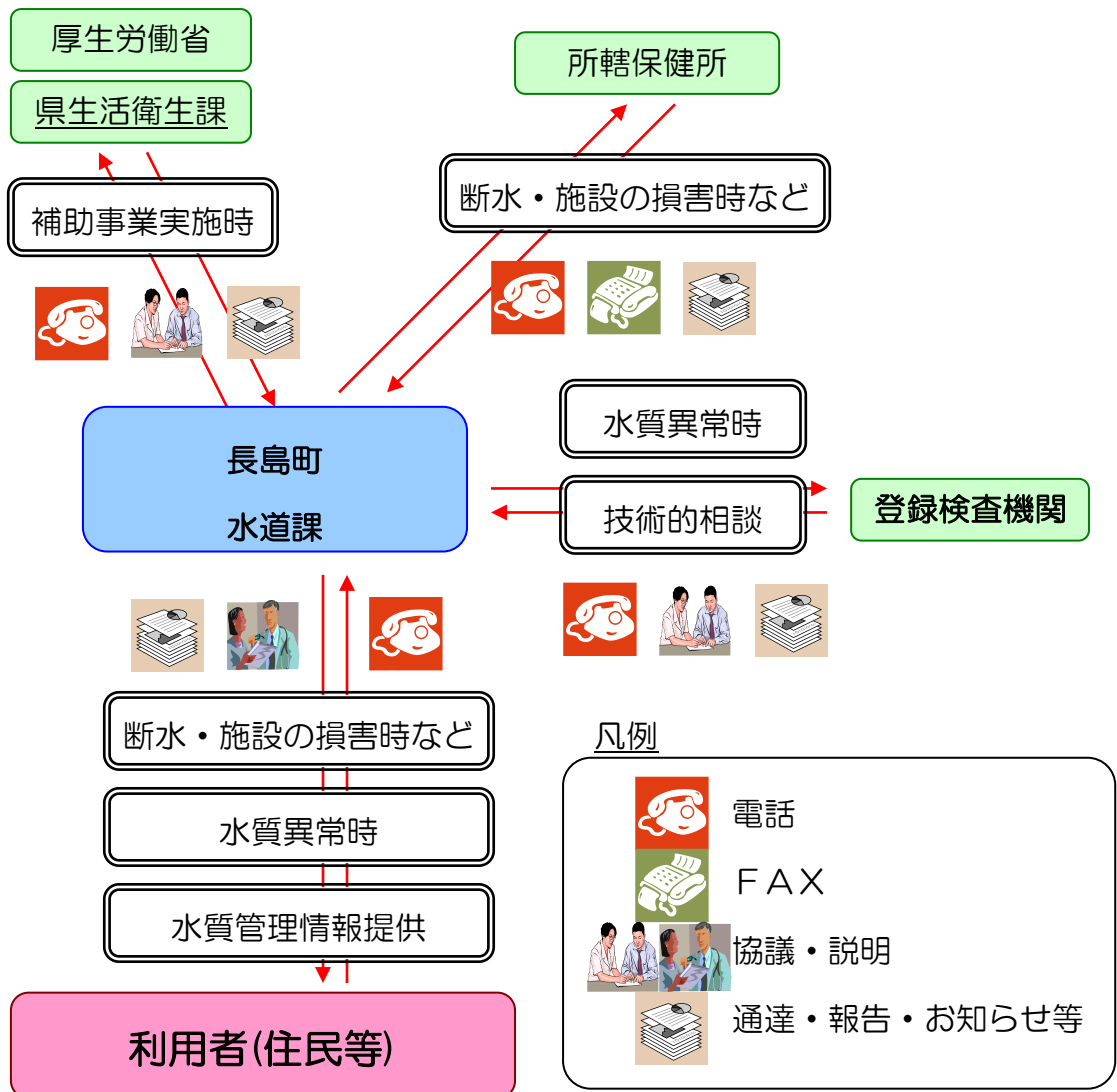 厚生労働省
県生活衛生課
所轄保健所
補助事業実施時
断水・施設の損害時など
長島町
水道課
水質異常時
技術的相談
登録検査機関
断水・施設の損害時など
水質異常時
水質管理情報提供
利用者(住民等)
凡例
電話
ＦＡＸ
協議・説明
通達・報告・お知らせ等